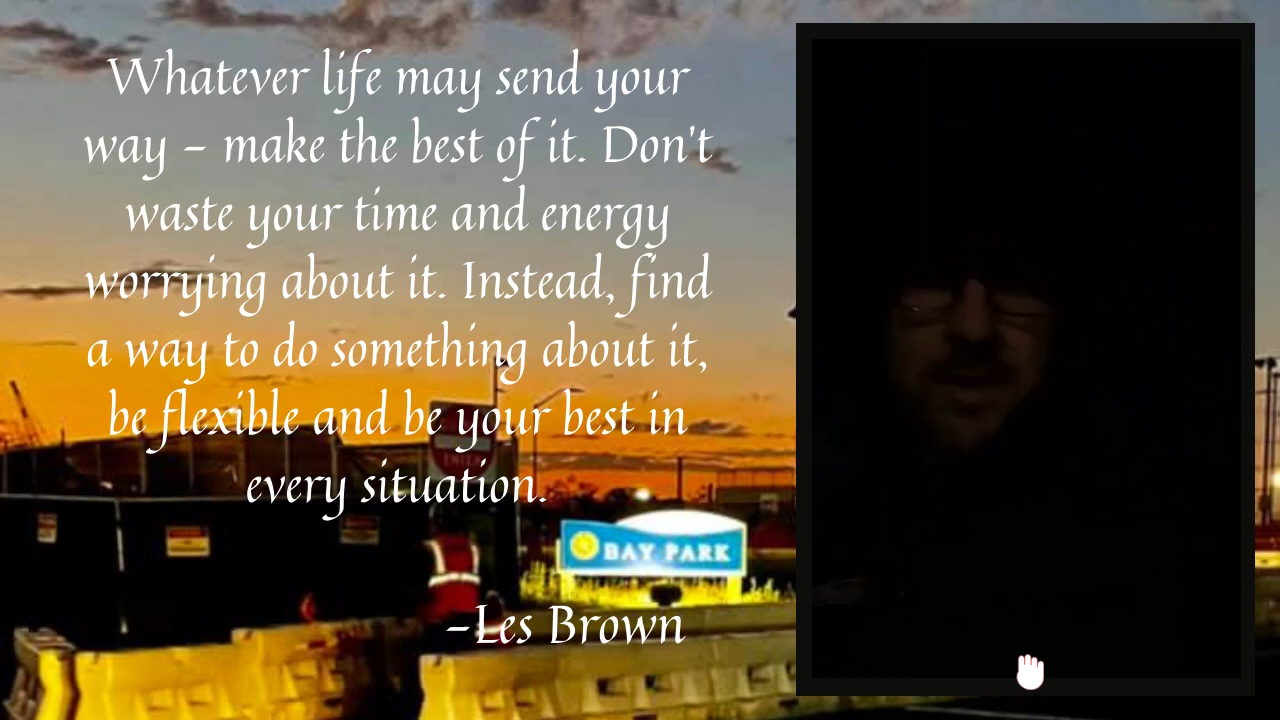 Whatever life may send your
way – make the best of it. Don't
waste your time and energy
worrying about it. Instead, find
a way to do something about it,
be flexible and be your best in
every situation.
BAY PARK
–Les Brown